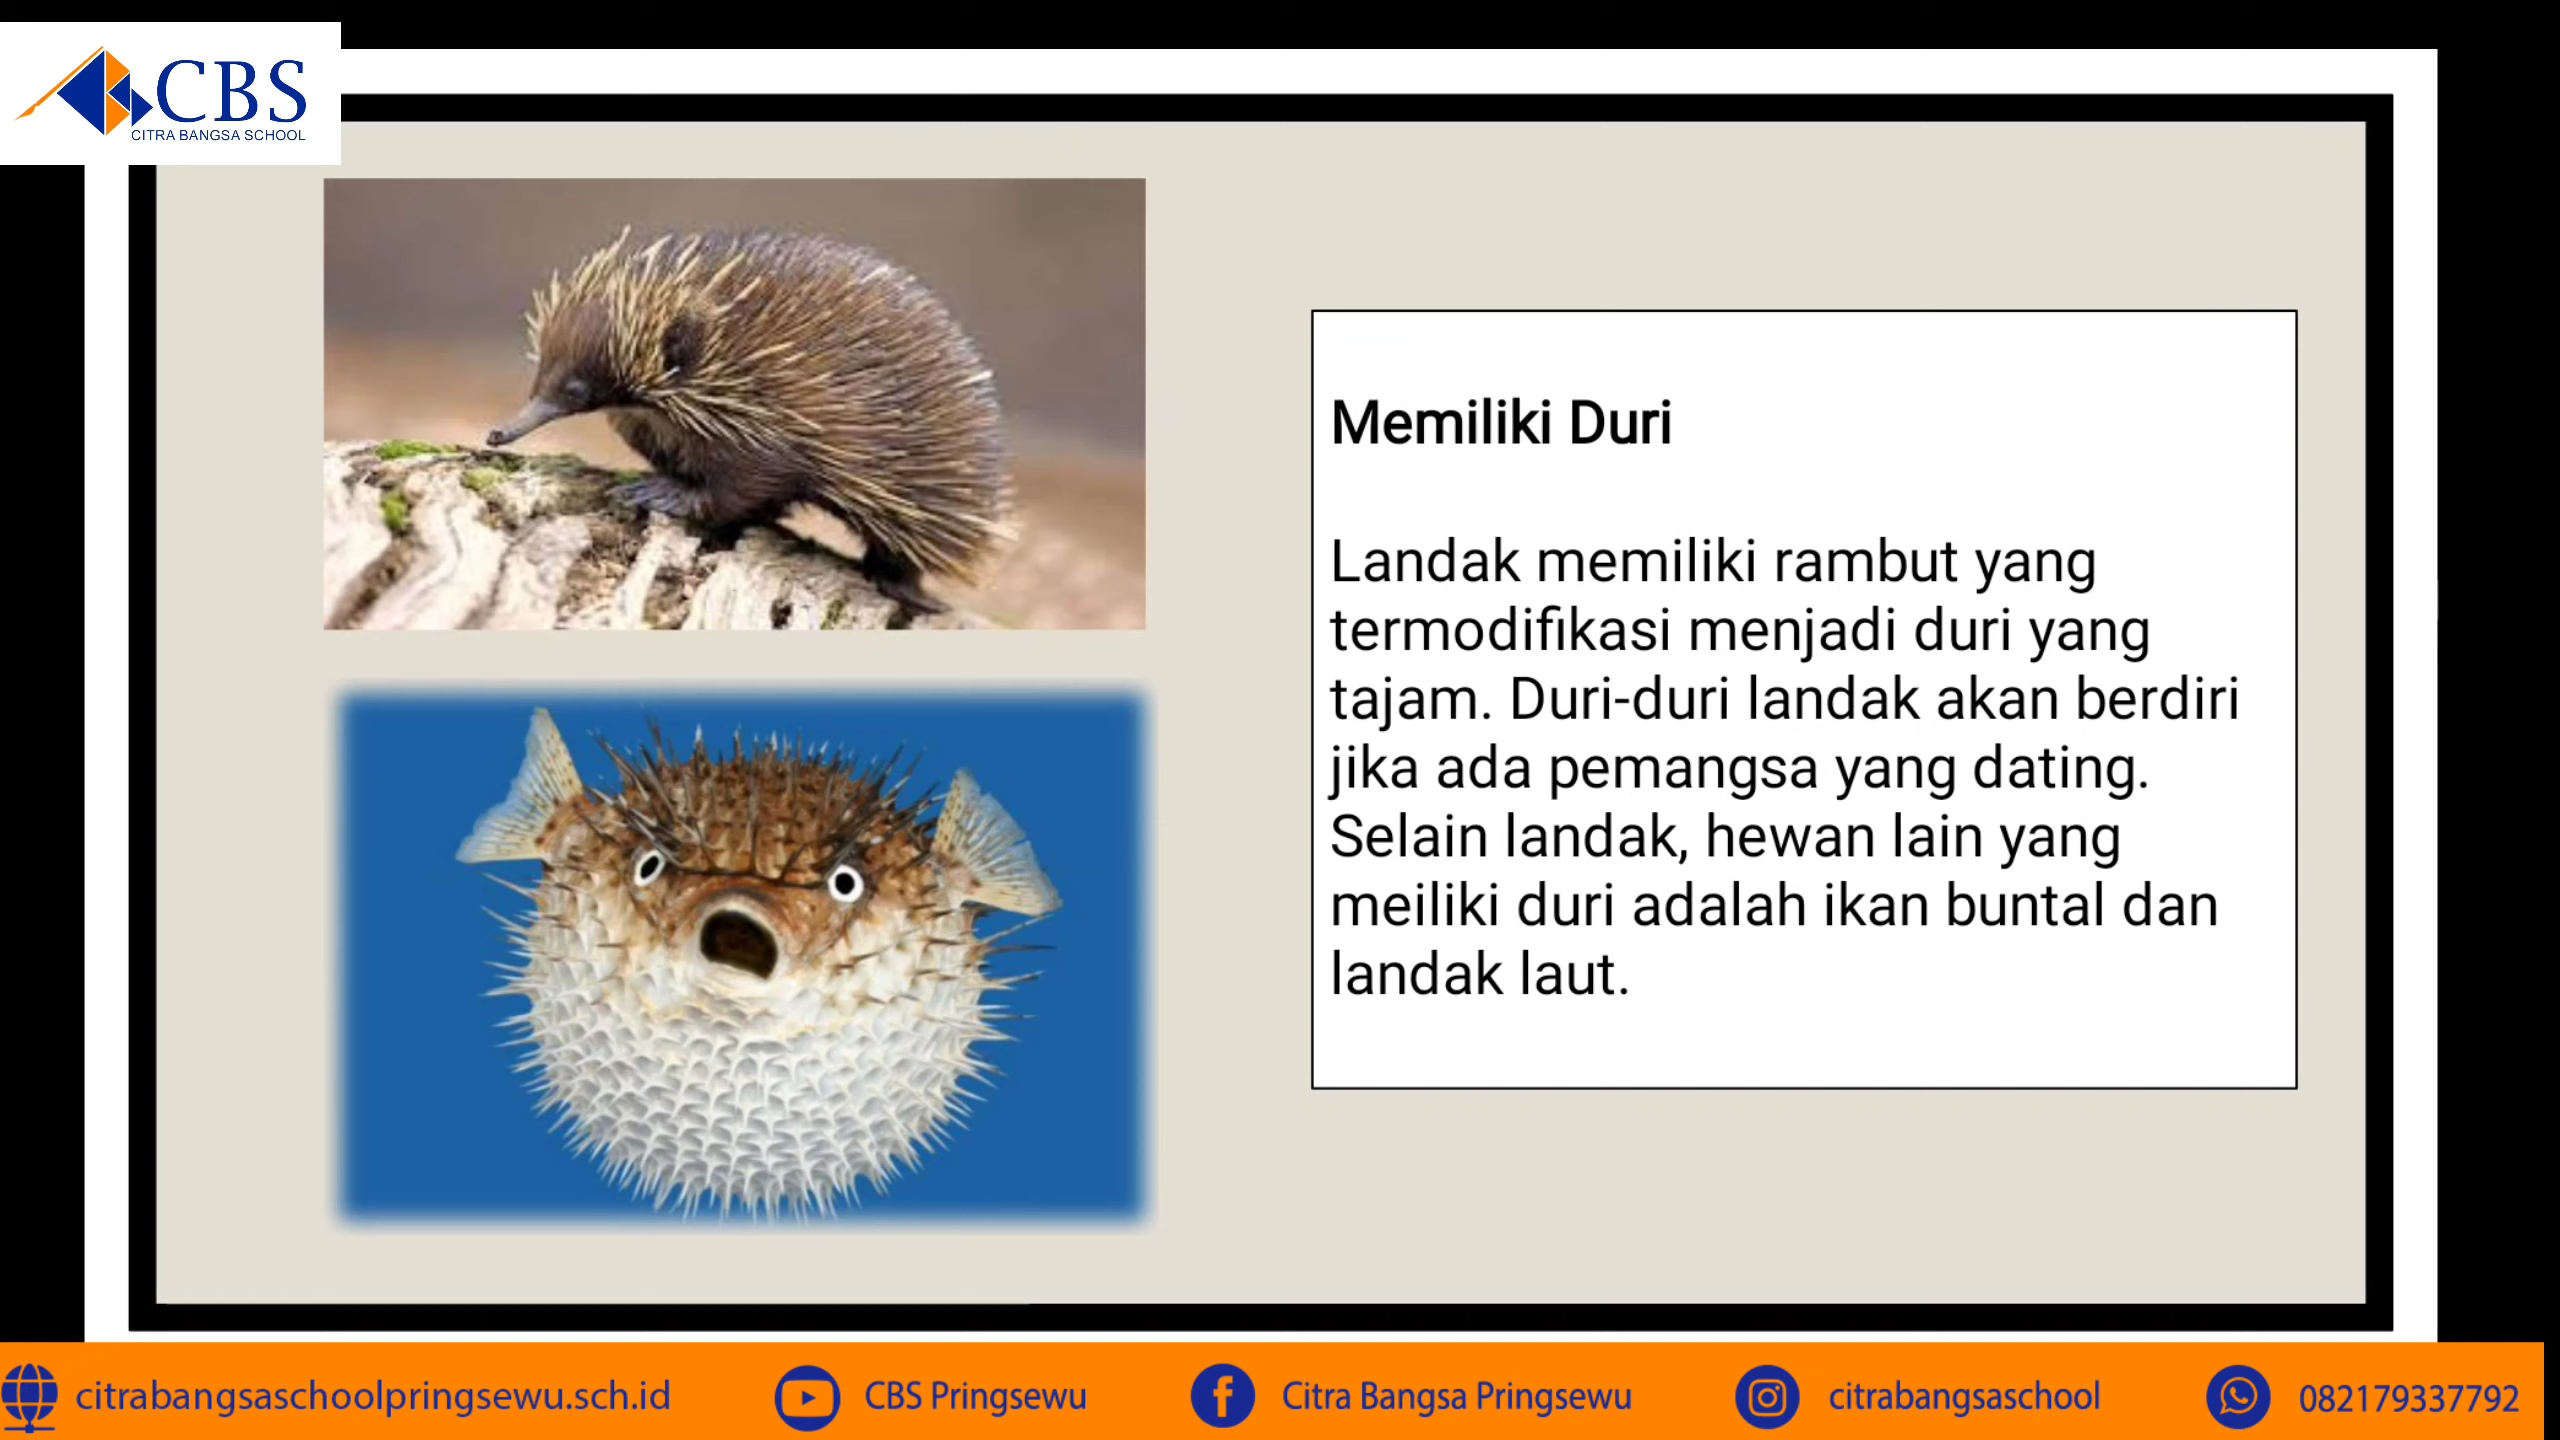 CBS
CITRA BANGSA SCHOOL
Memiliki Duri
Landak memiliki rambut yang
termodifikasi menjadi duri yang
tajam. Duri-duri landak akan berdiri
jika ada pemangsa yang dating.
Selain landak, hewan lain yang
meiliki duri adalah ikan buntal dan
landak laut.
citrabangsaschoolpringsewu.sch.id
CBS Pringsewu
Citra Bangsa Pringsewu
citrabangsaschool
082179337792